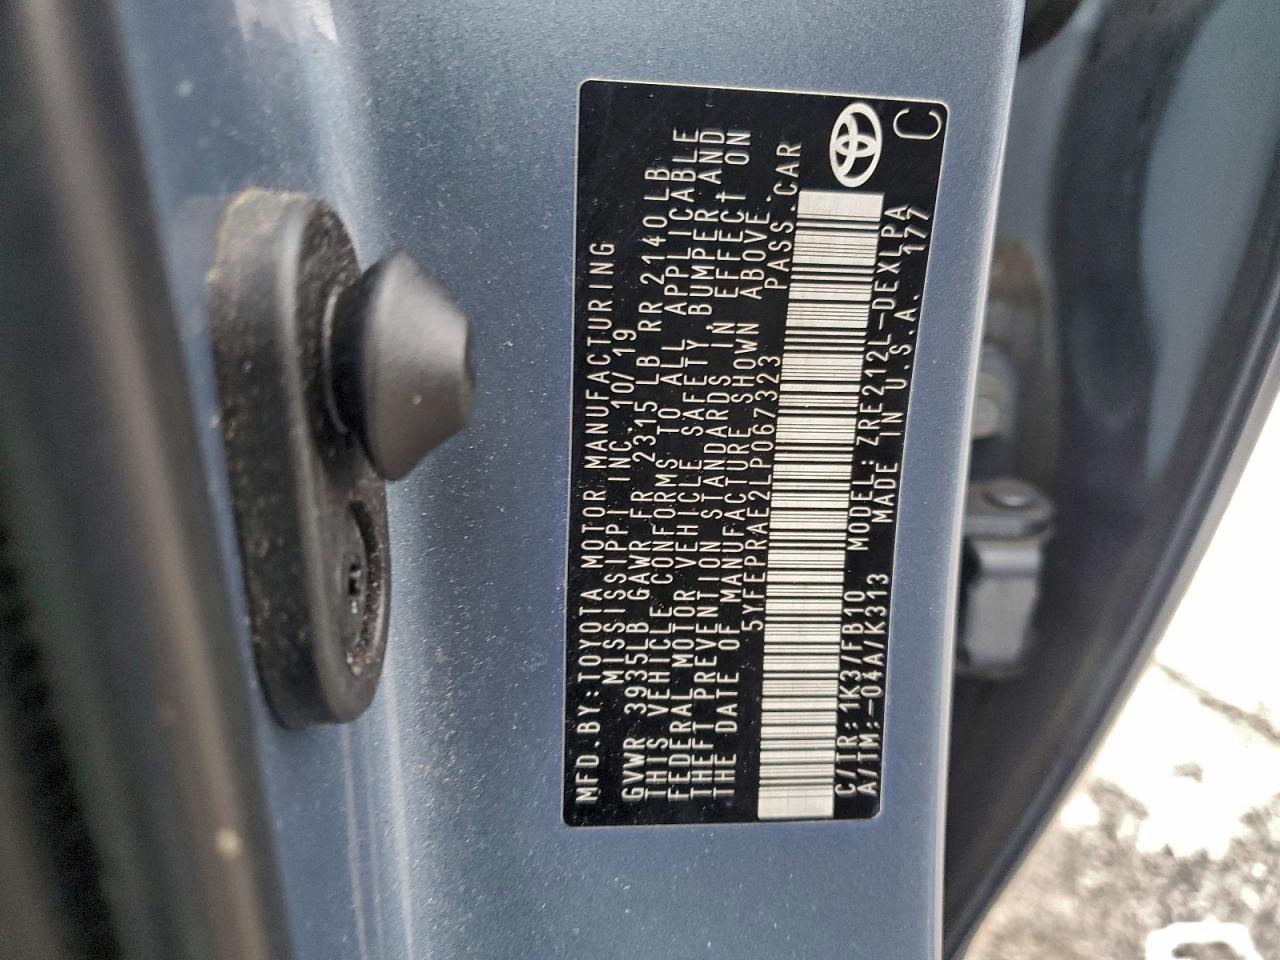 MFD.BY:TOYOTA MOTOR MANUFACTURING
MISSISSIPPI INC. 10/19
GVWR 3935LB GAWR FR 2315 LB RR 2140 LB
THIS VEHICLE CONFORMS TO ALL APPLICABLE
FEDERAL MOTOR VEHICLE SAFETY, BUMPER AND
THEFT PREVENTION STANDARDS IN EFFECT ON
THE DATE OF MANUFACTURE SHOWN ABOVE.
5YFEPRAE2LP067323 PASS.CAR
C/TR:1K3/FB10 MODEL: ZRE212L-DEXLPA
A/TM:-04A/K313 MADE IN U.S.A. 177
C